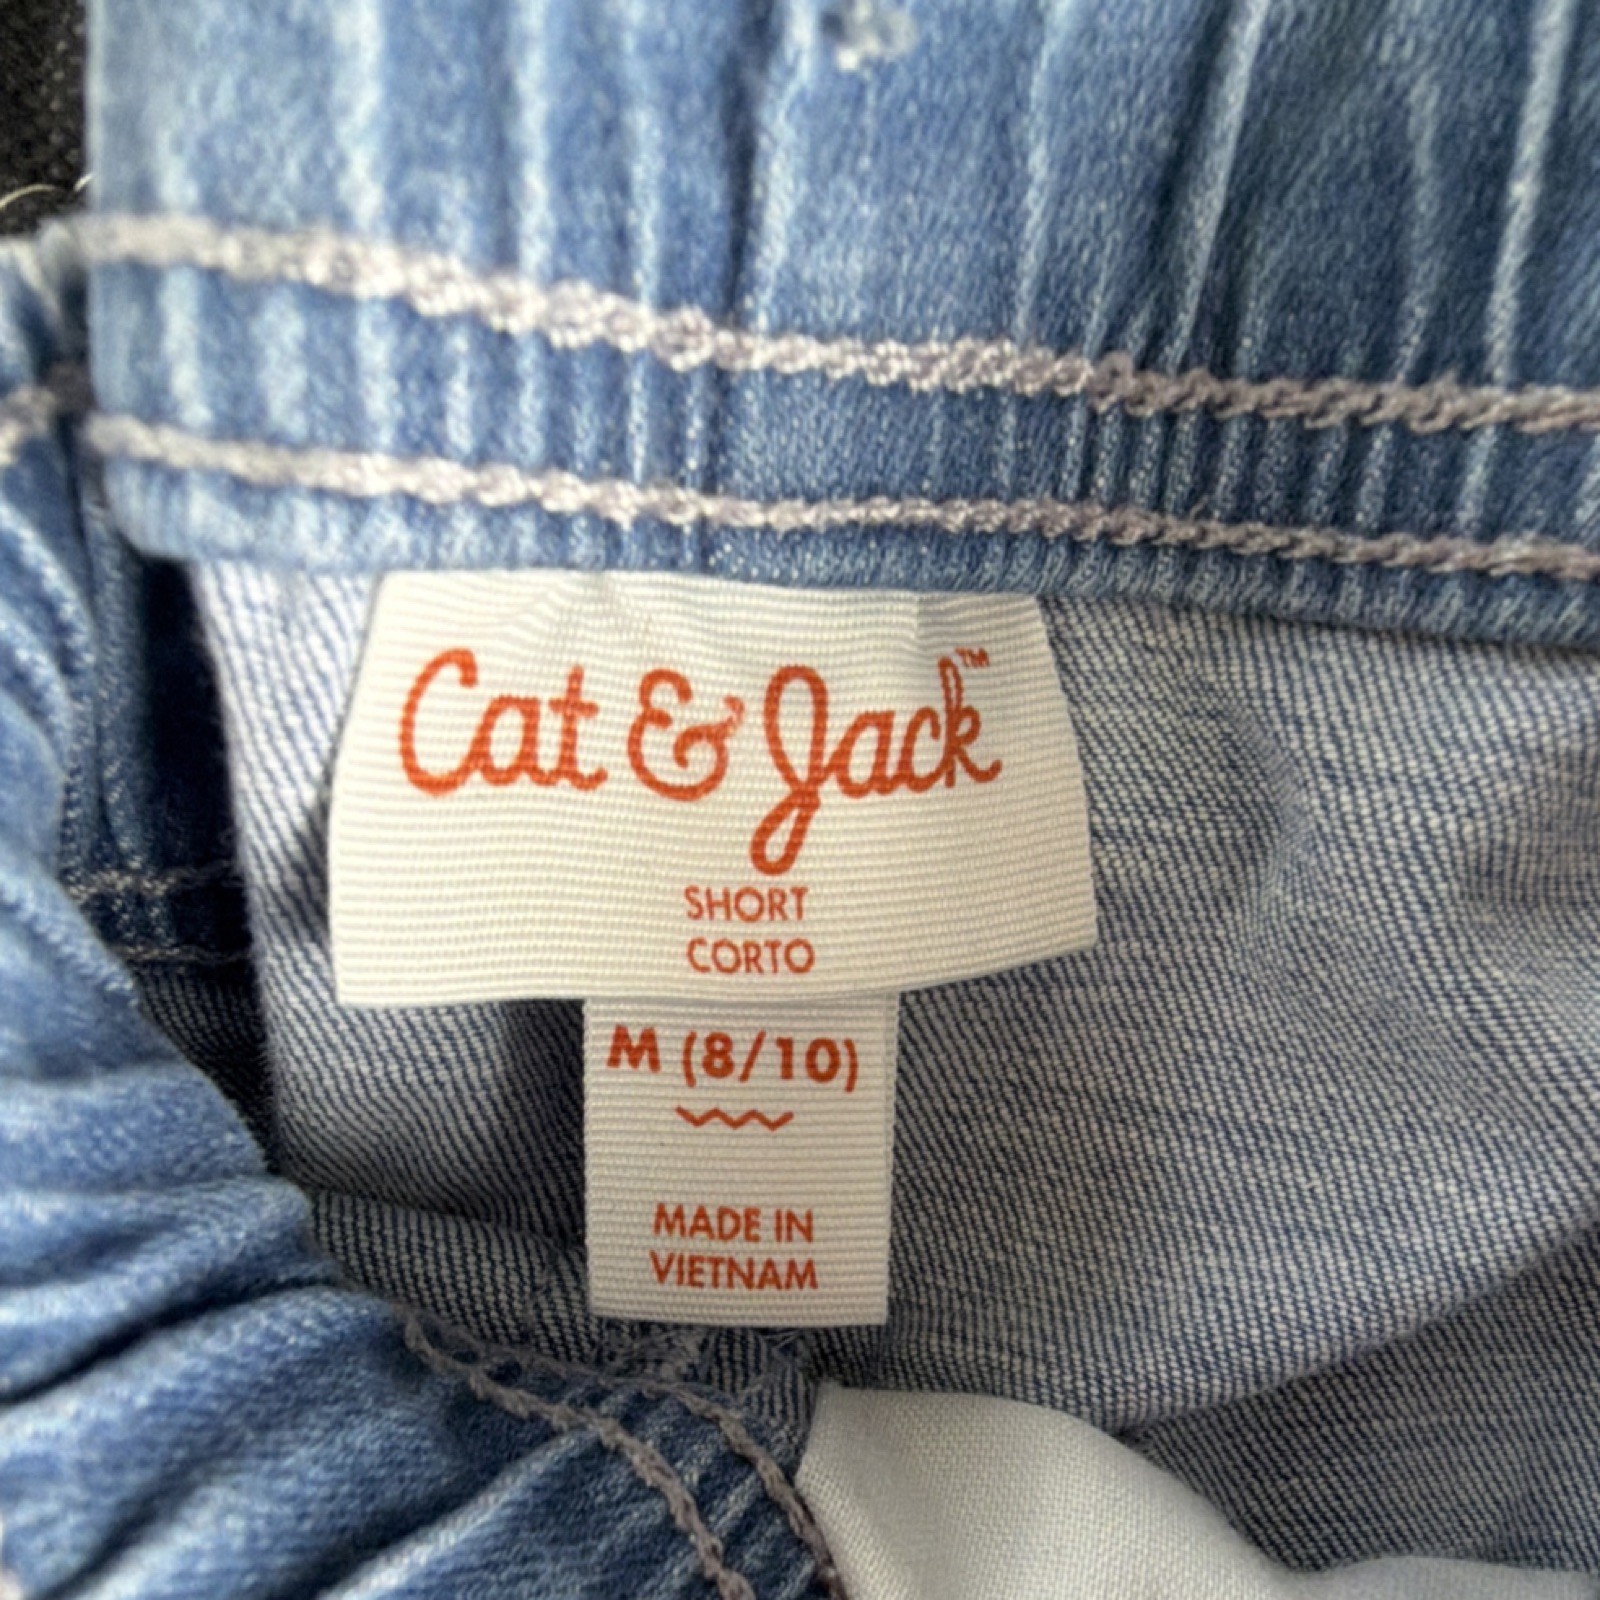 Cat & Jack™
SHORT
CORTO
M (8/10)
MADE IN
VIETNAM